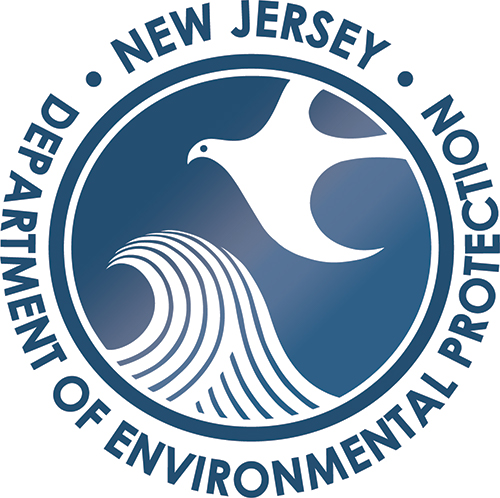 NEW JERSEY
DEPARTMENT OF ENVIRONMENTAL PROTECTION